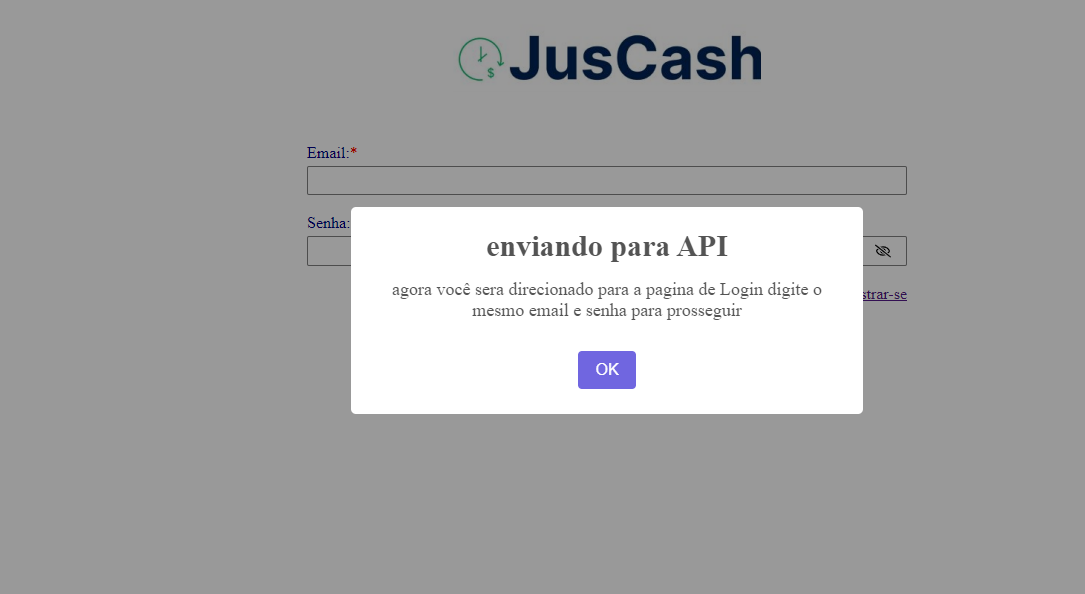 JusCash
Email:*
Senha:
enviando para API
agora você sera direcionado para a pagina de Login digite o
mesmo email e senha para prosseguir
strar-se
OK